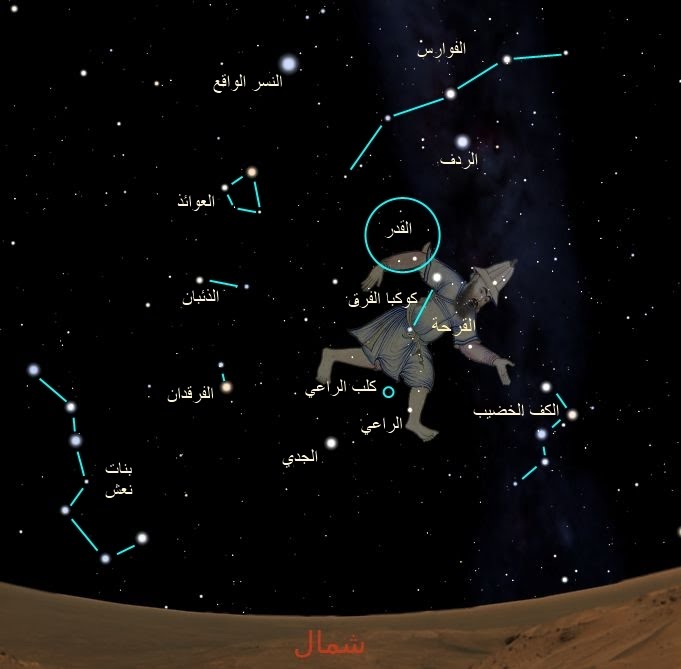 الفوارس
النسر الواقع
الردف
العوائذ
القدر
الذئبان
كوكبا الفرق
القرحة
كلب الراعي
الفرقدان
الكف الخضيب
الراعي
الجدي
بنات
نعش
شمال